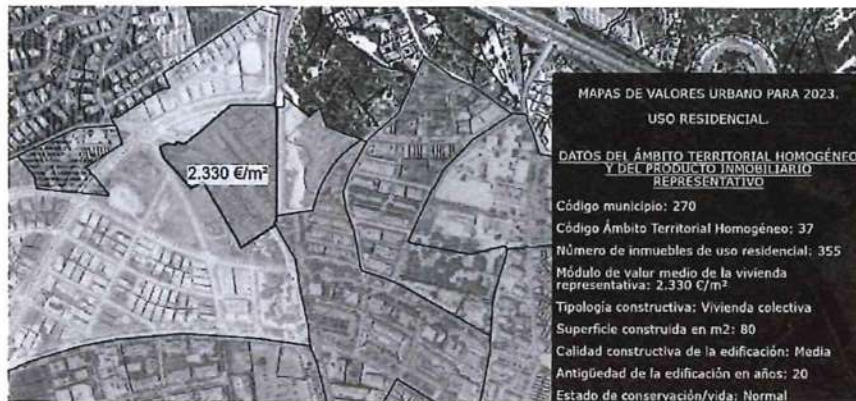 2.330 €/m²
MAPAS DE VALORES URBANO PARA 2023.
USO RESIDENCIAL.
DATOS DEL ÁMBITO TERRITORIAL HOMOGÉNEO
Y DEL PRODUCTO INMOBILIARIO
REPRESENTATIVO
Código municipio: 270
Código Ámbito Territorial Homogéneo: 37
Número de inmuebles de uso residencial: 355
Módulo de valor medio de la vivienda
representativa: 2.330 €/m²
Tipología constructiva: Vivienda colectiva
Superficie construida en m2: 80
Calidad constructiva de la edificación: Media
Antigüedad de la edificación en años: 20
Estado de conservación/vida: Normal